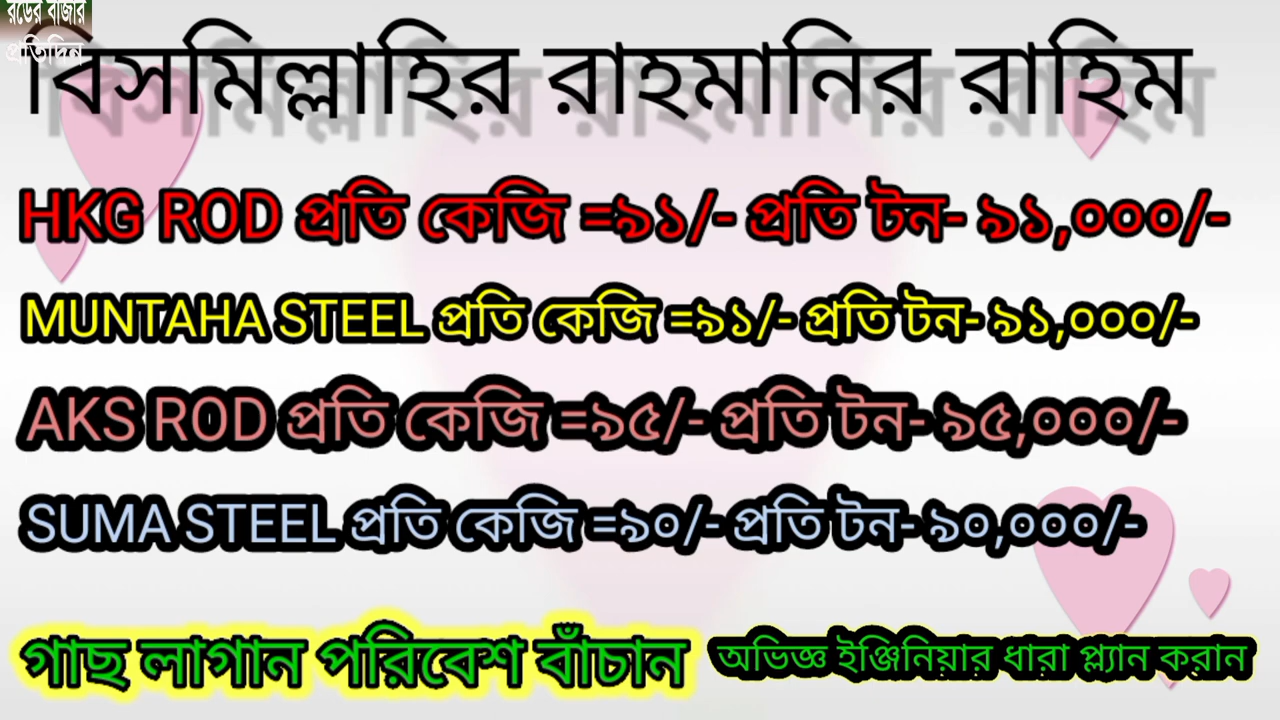 রডের বাজার
প্রতিদিন
বিসমিল্লাহির রাহমানির রাহিম
HKG ROD প্রতি কেজি =৯১/- প্রতি টন- ৯১,০০০/-
MUNTAHA STEEL প্রতি কেজি =৯১/- প্রতি টন- ৯১,০০০/-
AKS ROD প্রতি কেজি =৯৫/- প্রতি টন- ৯৫,০০০/-
SUMA STEEL প্রতি কেজি =৯০/- প্রতি টন- ৯০,০০০/-
গাছ লাগান পরিবেশ বাঁচান অভিজ্ঞ ইঞ্জিনিয়ার ধারা প্ল্যান করান